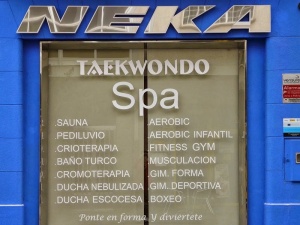 NEKA
TAEKWONDO
Spa
.SAUNA
.PEDILUVIO
.CRIOTERAPIA
.BAÑO TURCO
.CROMOTERAPIA
DUCHA NEBULIZADA
DUCHA ESCOCESA
.AEROBIC
.AEROBIC INFANTIL
.FITNESS GYM
.MUSCULACION
.GIM. FORMA
.GIM. DEPORTIVA
.BOXEO
Ponte en forma Y diviertete